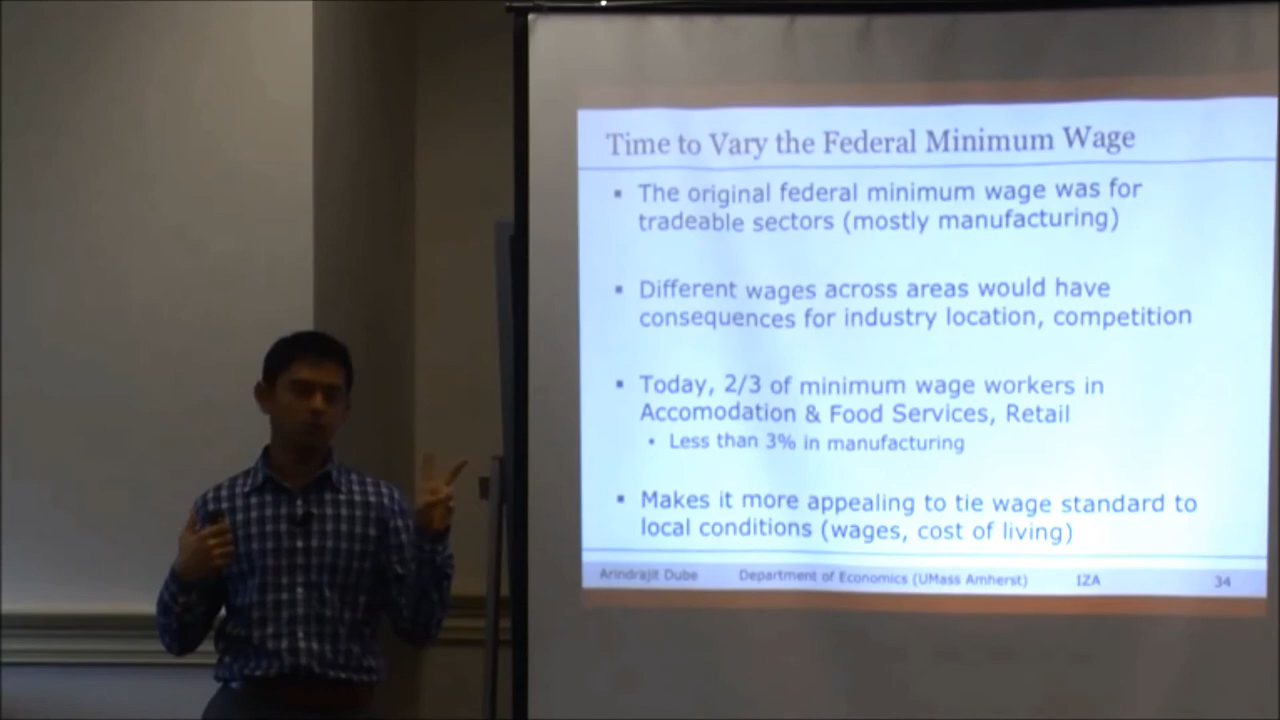 Time to Vary the Federal Minimum Wage
▪ The original federal minimum wage was for
tradeable sectors (mostly manufacturing)
▪ Different wages across areas would have
consequences for industry location, competition
▪ Today, 2/3 of minimum wage workers in
Accomodation & Food Services, Retail
• Less than 3% in manufacturing
▪ Makes it more appealing to tie wage standard to
local conditions (wages, cost of living)
Arindrajit Dube Department of Economics (UMass Amherst) IZA 34